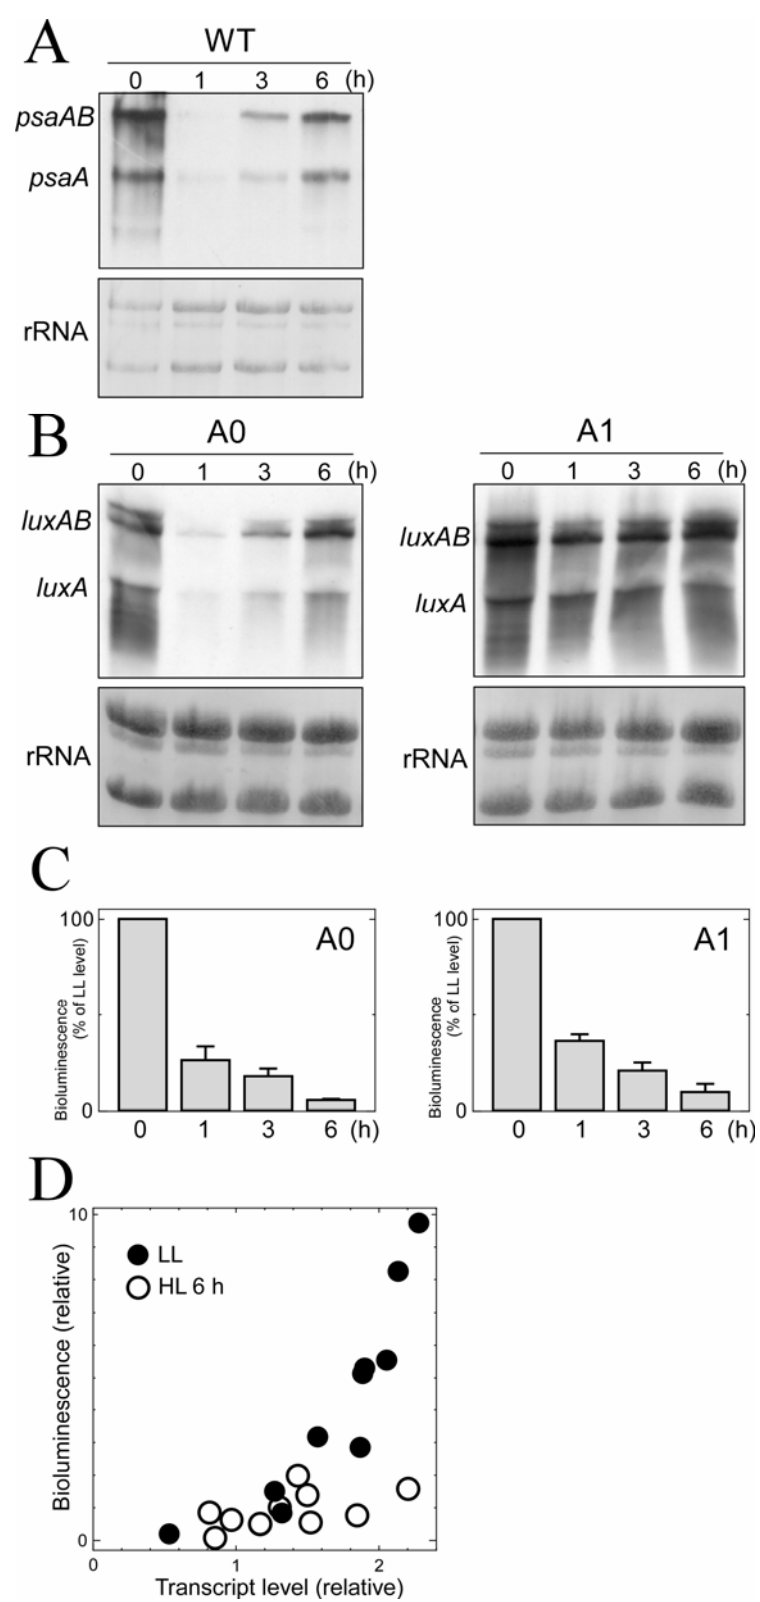 A
WT
0 1 3 6 (h)
psaAB
psaA
rRNA
B
A0
0 1 3 6 (h)
luxAB
luxA
rRNA
A1
0 1 3 6 (h)
luxAB
luxA
rRNA
C
Bioluminescence
(% of LL level)
100
0
A0
0 1 3 6 (h)
Bioluminescence
(% of LL level)
100
0
A1
0 1 3 6 (h)
D
Bioluminescence (relative)
10
0
LL
HL 6 h
0 1 2
Transcript level (relative)